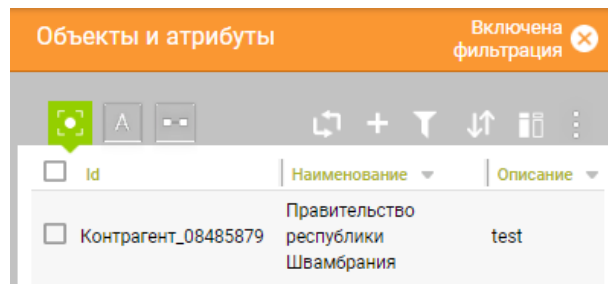 Объекты и атрибуты
Включена
фильтрация
A
Id Наименование Описание
Правительство
Контрагент_08485879 республики test
Швамбрания